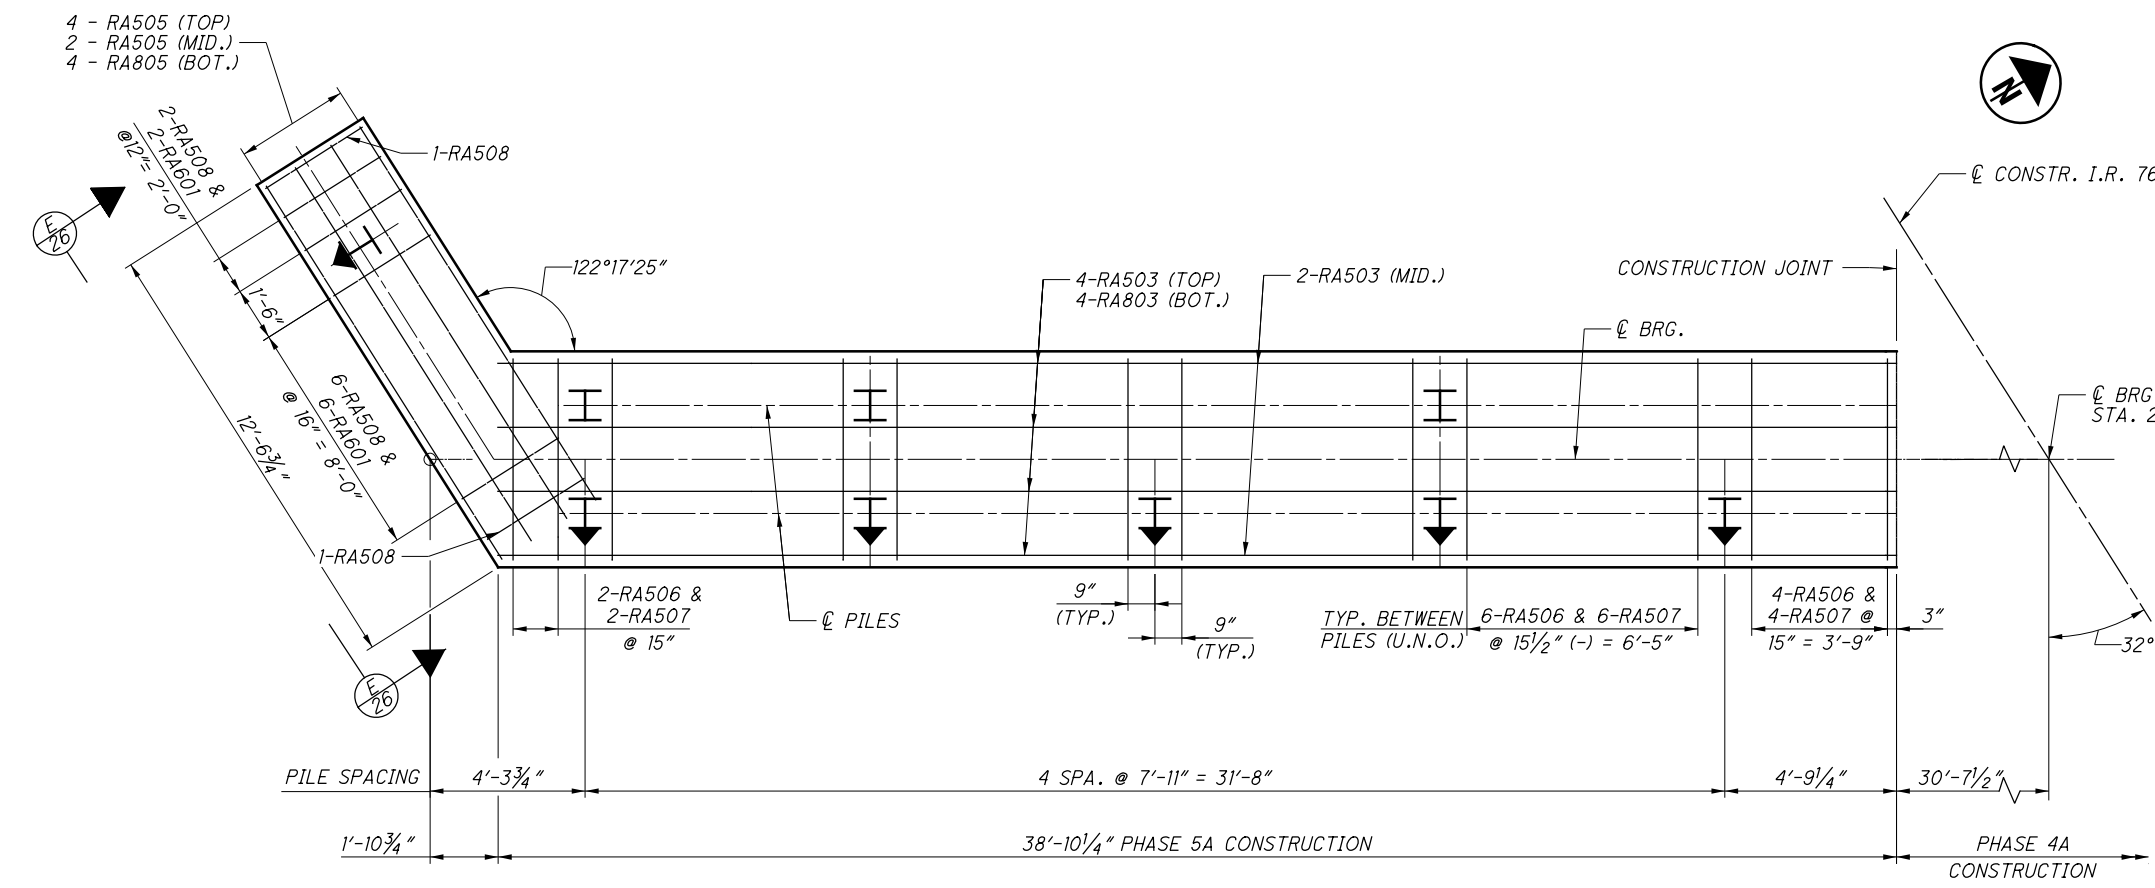 4 - RA505 (TOP)
2 - RA505 (MID.)
4 - RA805 (BOT.)
2-RA508 &
2-RA601
@12"= 2'-0"
1-RA508
N
℄ CONSTR. I.R. 76
E
26
122°17'25"
4-RA503 (TOP)
4-RA803 (BOT.)
2-RA503 (MID.)
CONSTRUCTION JOINT
℄ BRG.
1'-6"
6-RA508 &
6-RA601
@ 16" = 8'-0"
12'-6¾"
℄ BRG
STA. 2
1-RA508
2-RA506 &
2-RA507
@ 15"
℄ PILES
9"
(TYP.)
9"
(TYP.)
TYP. BETWEEN
PILES (U.N.O.)
6-RA506 & 6-RA507
@ 15½" (-) = 6'-5"
4-RA506 &
4-RA507 @
15" = 3'-9"
3"
32°
E
26
PILE SPACING
4'-3¾"
4 SPA. @ 7'-11" = 31'-8"
4'-9¼"
30'-7½"
1'-10¾"
38'-10¼" PHASE 5A CONSTRUCTION
PHASE 4A
CONSTRUCTION